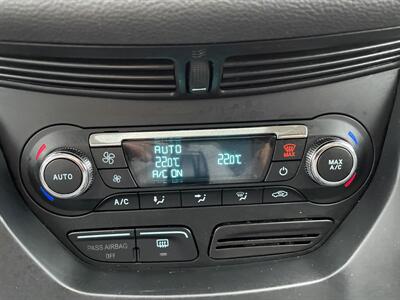 AUTO
22.0°C 22.0°C
A/C ON
MAX
AUTO
MAX
A/C
A/C
PASS AIRBAG
OFF